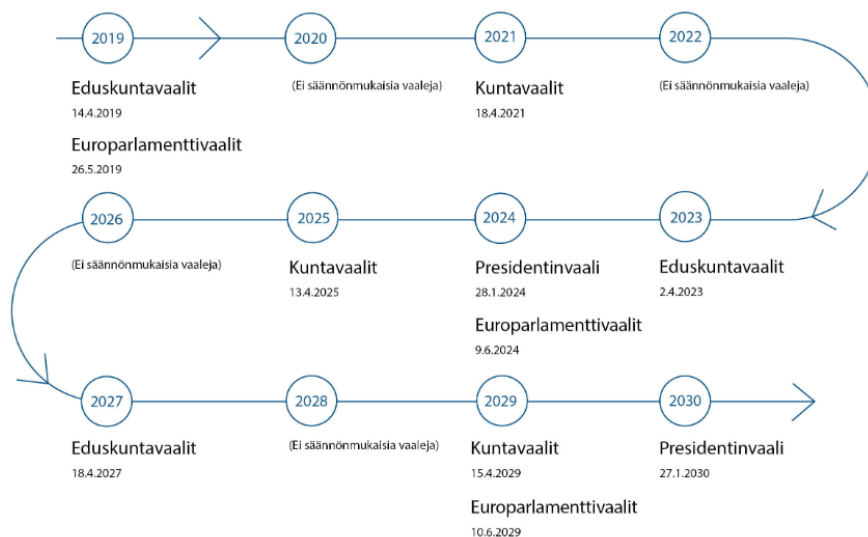 2019
Eduskuntavaalit
14.4.2019
Europarlamenttivaalit
26.5.2019
2020
(Ei säännönmukaisia vaaleja)
2021
Kuntavaalit
18.4.2021
2022
(Ei säännönmukaisia vaaleja)
2023
Eduskuntavaalit
2.4.2023
2024
Presidentinvaali
28.1.2024
Europarlamenttivaalit
9.6.2024
2025
Kuntavaalit
13.4.2025
2026
(Ei säännönmukaisia vaaleja)
2027
Eduskuntavaalit
18.4.2027
2028
(Ei säännönmukaisia vaaleja)
2029
Kuntavaalit
15.4.2029
Europarlamenttivaalit
10.6.2029
2030
Presidentinvaali
27.1.2030